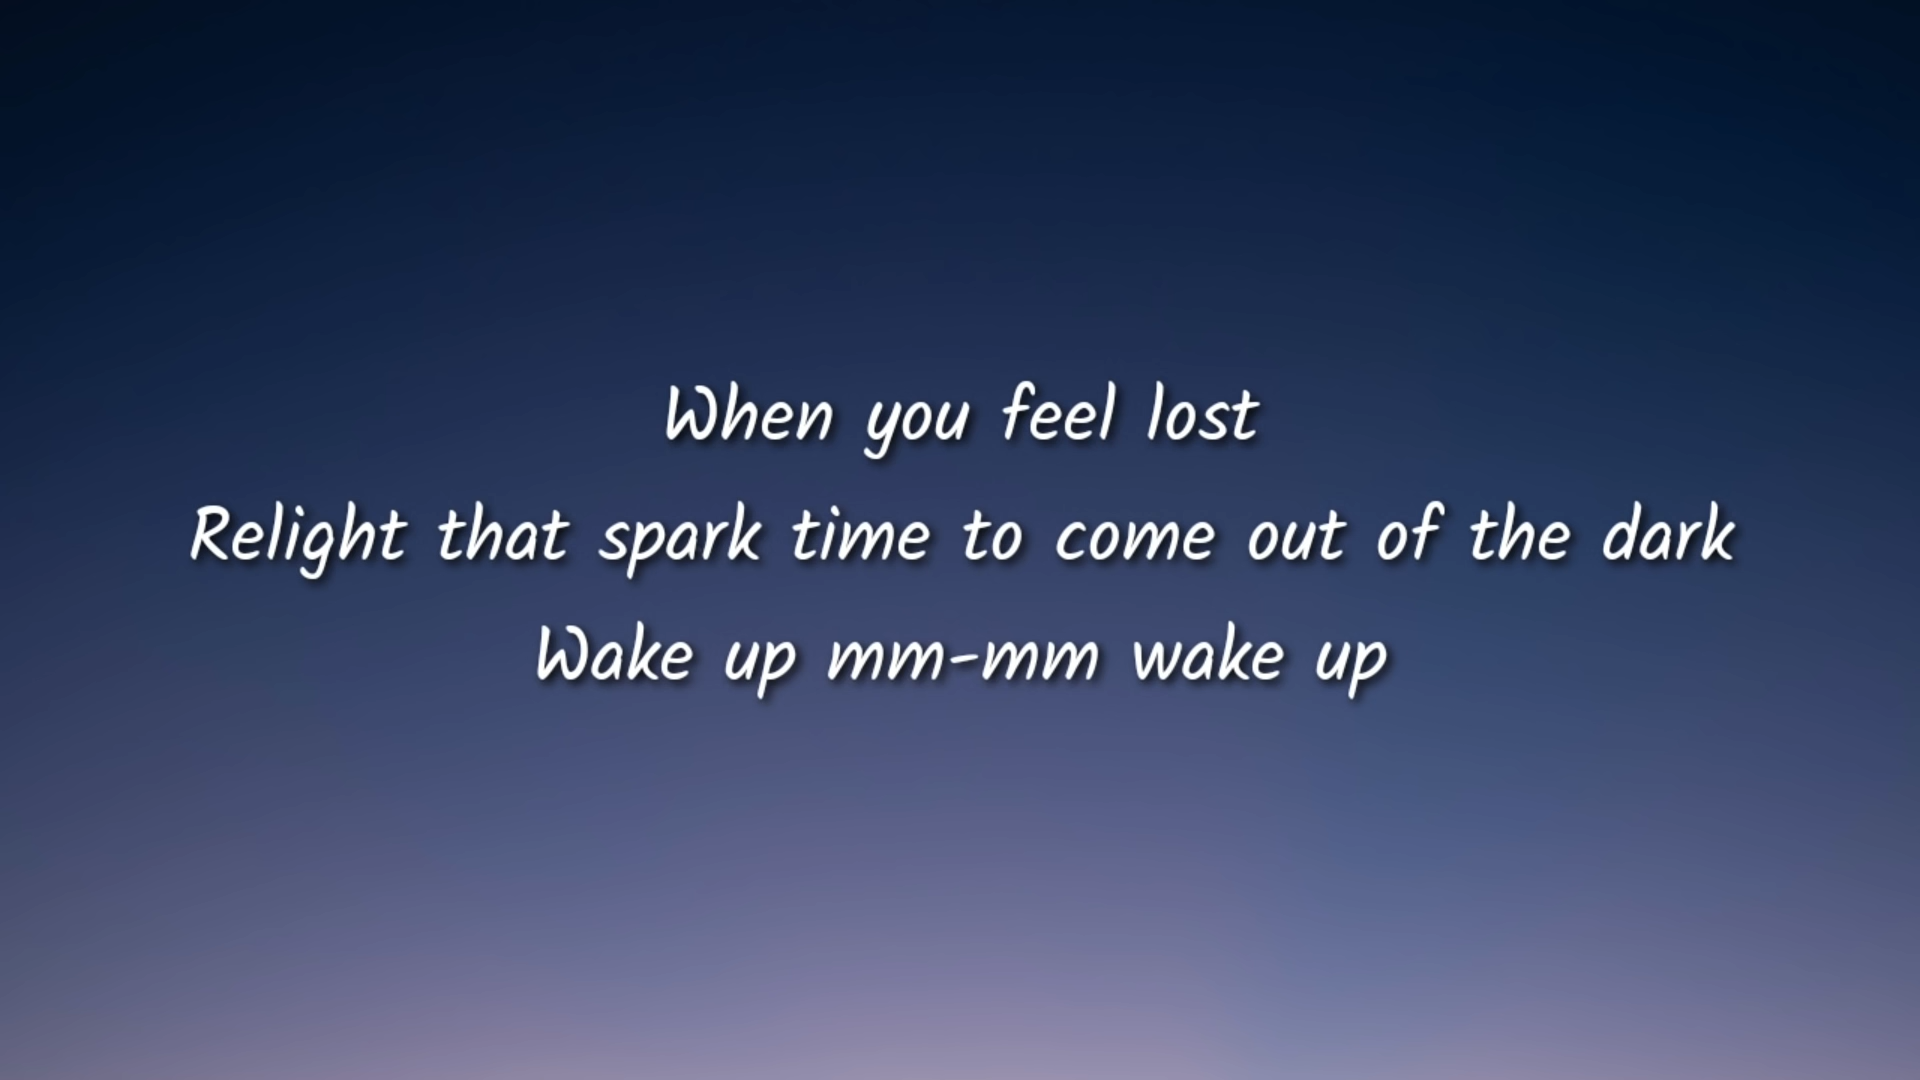 When you feel lost
Relight that spark time to come out of the dark
Wake up mm-mm wake up